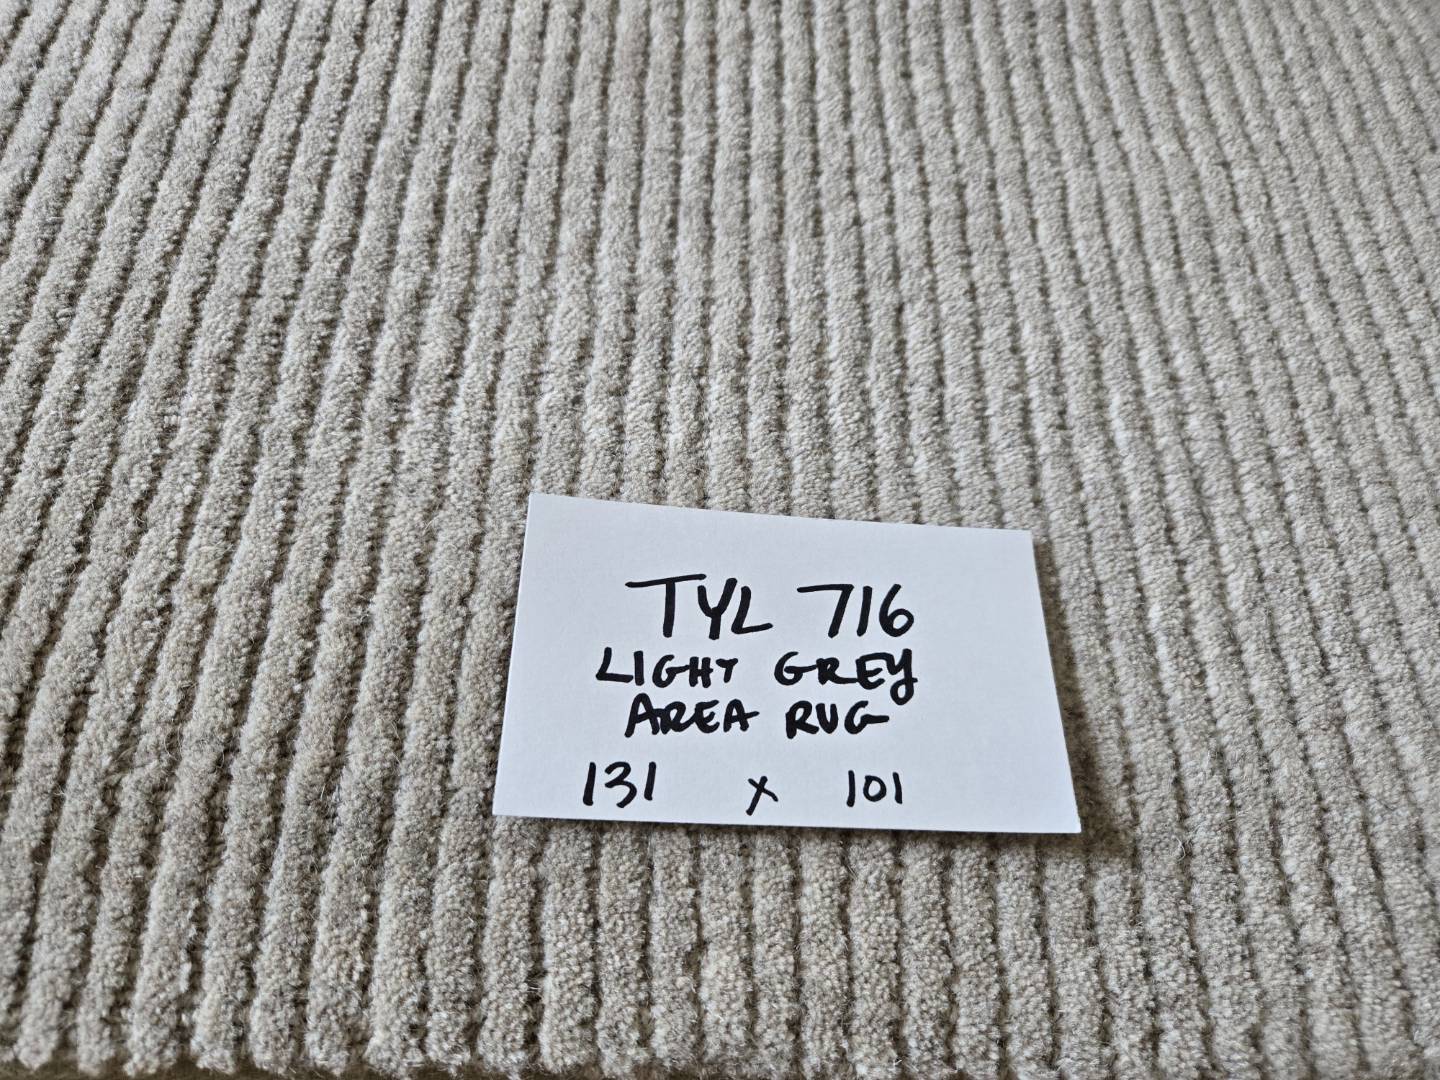 TYL 716
LIGHT GREY
AREA RUG
131 x 101